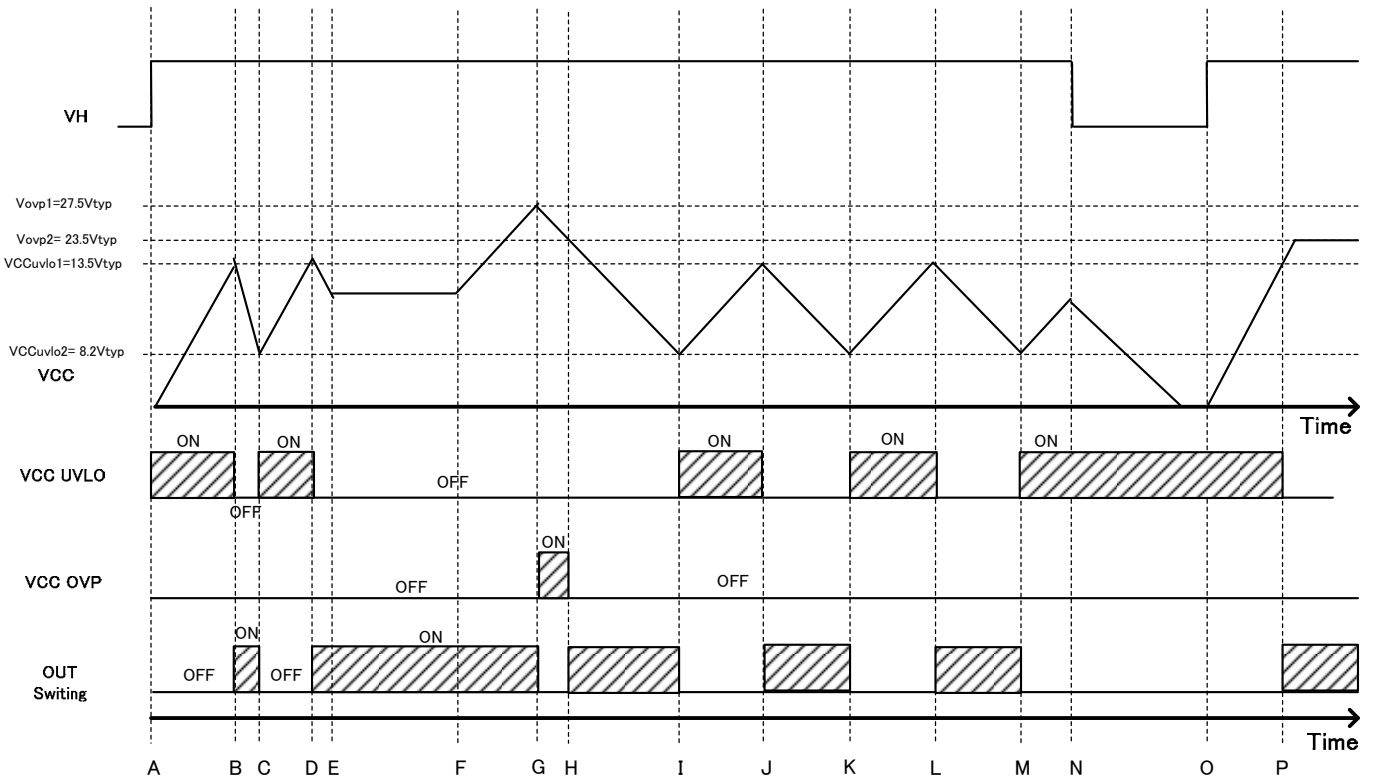 VH
Vovp1=27.5Vtyp
Vovp2= 23.5Vtyp
VCCuvlo1=13.5Vtyp
VCCuvlo2= 8.2Vtyp
VCC
Time
ON
ON
ON
ON
ON
VCC UVLO
OFF
OFF
ON
VCC OVP
OFF
OFF
ON
ON
OUT
Switing
OFF
OFF
Time
A B C D E F G H I J K L M N O P